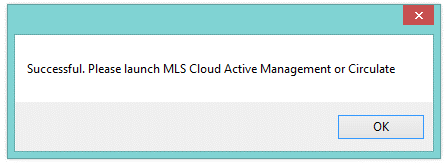 Successful. Please launch MLS Cloud Active Management or Circulate
OK